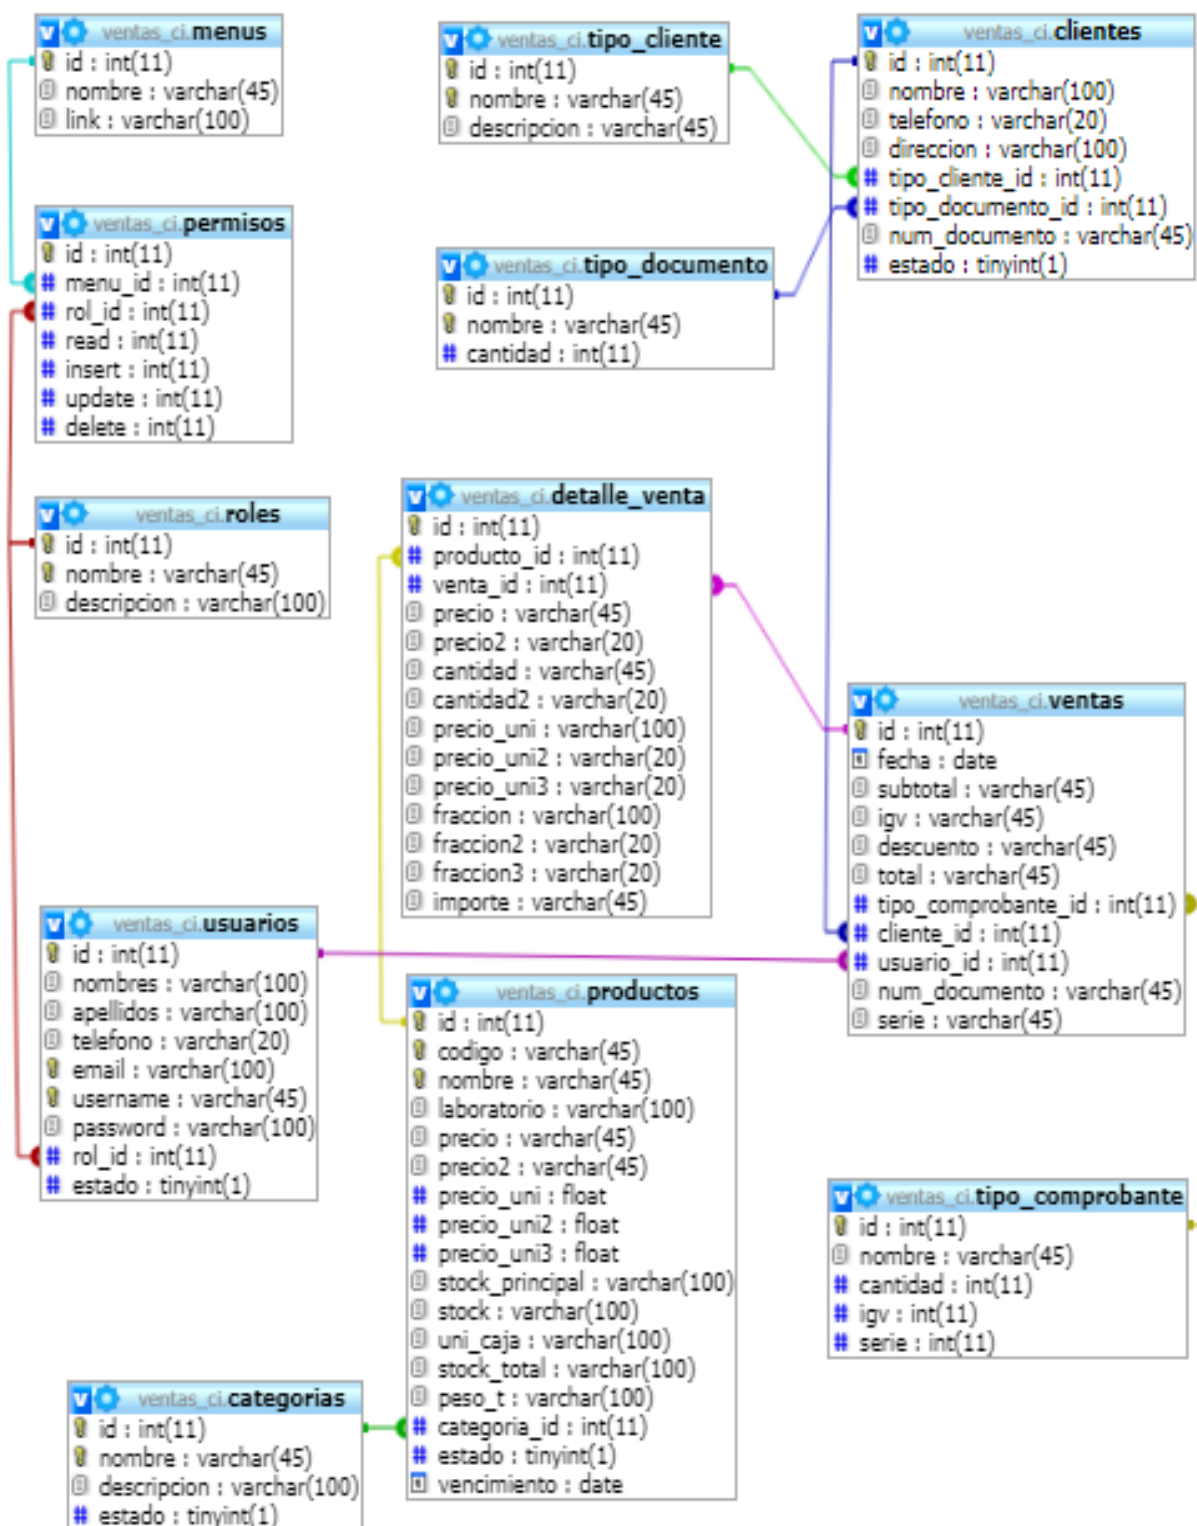 ventas_ci.menus
id : int(11)
nombre : varchar(45)
link : varchar(100)
ventas_ci.tipo_cliente
id : int(11)
nombre : varchar(45)
descripcion : varchar(45)
ventas_ci.clientes
id : int(11)
nombre : varchar(100)
telefono : varchar(20)
direccion : varchar(100)
tipo_cliente_id : int(11)
tipo_documento_id : int(11)
num_documento : varchar(45)
estado : tinyint(1)
ventas_ci.permisos
id : int(11)
menu_id : int(11)
rol_id : int(11)
read : int(11)
insert : int(11)
update : int(11)
delete : int(11)
ventas_ci.tipo_documento
id : int(11)
nombre : varchar(45)
cantidad : int(11)
ventas_ci.roles
id : int(11)
nombre : varchar(45)
descripcion : varchar(100)
ventas_ci.detalle_venta
id : int(11)
producto_id : int(11)
venta_id : int(11)
precio : varchar(45)
precio2 : varchar(20)
cantidad : varchar(45)
cantidad2 : varchar(20)
precio_uni : varchar(100)
precio_uni2 : varchar(20)
precio_uni3 : varchar(20)
fraccion : varchar(100)
fraccion2 : varchar(20)
fraccion3 : varchar(20)
importe : varchar(45)
ventas_ci.ventas
id : int(11)
fecha : date
subtotal : varchar(45)
igv : varchar(45)
descuento : varchar(45)
total : varchar(45)
tipo_comprobante_id : int(11)
cliente_id : int(11)
usuario_id : int(11)
num_documento : varchar(45)
serie : varchar(45)
ventas_ci.usuarios
id : int(11)
nombres : varchar(100)
apellidos : varchar(100)
telefono : varchar(20)
email : varchar(100)
username : varchar(45)
password : varchar(100)
rol_id : int(11)
estado : tinyint(1)
ventas_ci.productos
id : int(11)
codigo : varchar(45)
nombre : varchar(45)
laboratorio : varchar(100)
precio : varchar(45)
precio2 : varchar(45)
precio_uni : float
precio_uni2 : float
precio_uni3 : float
stock_principal : varchar(100)
stock : varchar(100)
uni_caja : varchar(100)
stock_total : varchar(100)
peso_t : varchar(100)
categoria_id : int(11)
estado : tinyint(1)
vencimiento : date
ventas_ci.tipo_comprobante
id : int(11)
nombre : varchar(45)
cantidad : int(11)
igv : int(11)
serie : int(11)
ventas_ci.categorias
id : int(11)
nombre : varchar(45)
descripcion : varchar(100)
estado : tinyint(1)